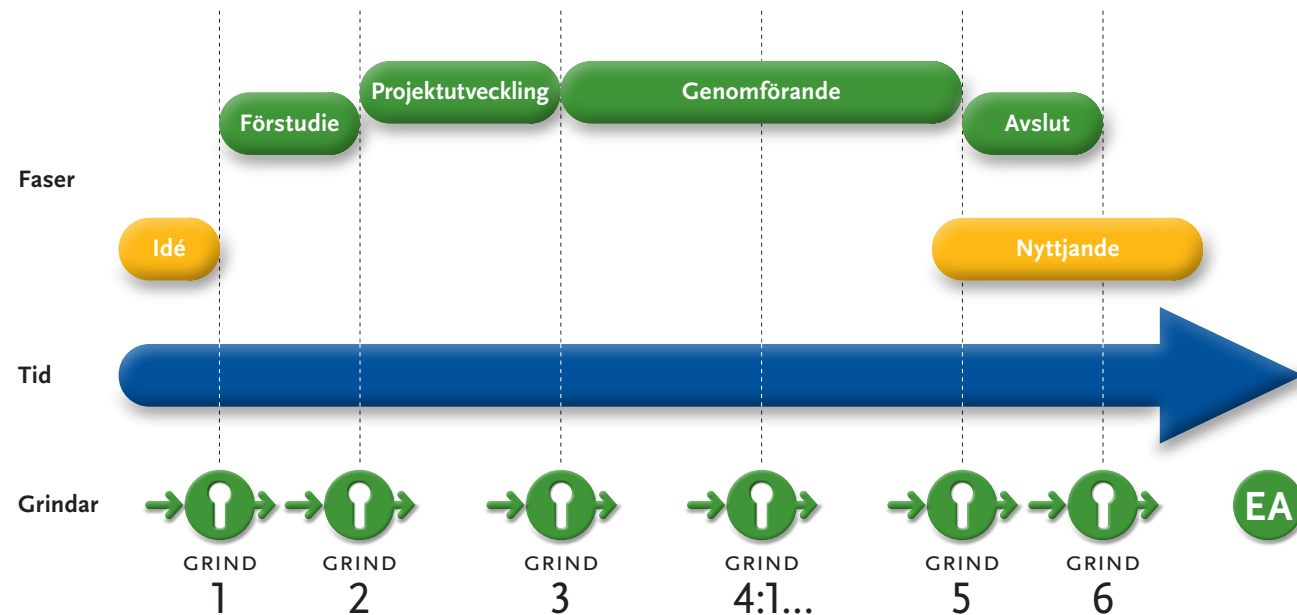 Projektutveckling
Genomförande
Förstudie
Avslut
Faser
Idé
Nyttjande
Tid
Grindar
EA
GRIND
1
GRIND
2
GRIND
3
GRIND
4:1...
GRIND
5
GRIND
6